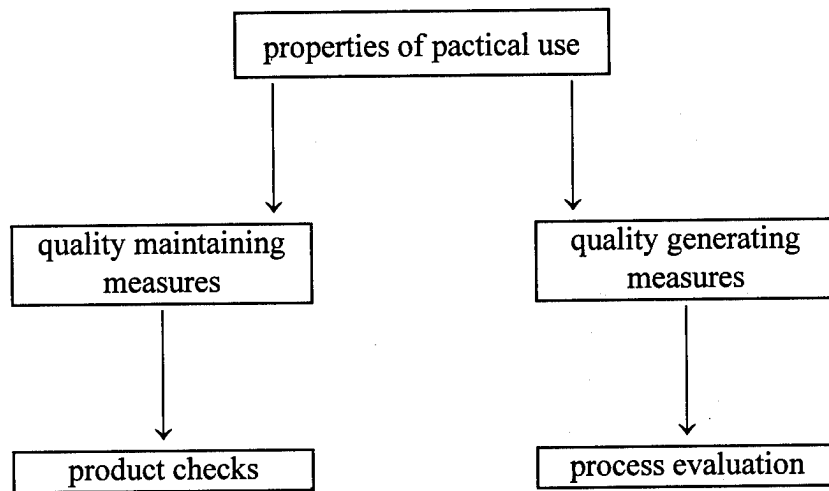 properties of pactical use
quality maintaining
measures
quality generating
measures
product checks
process evaluation